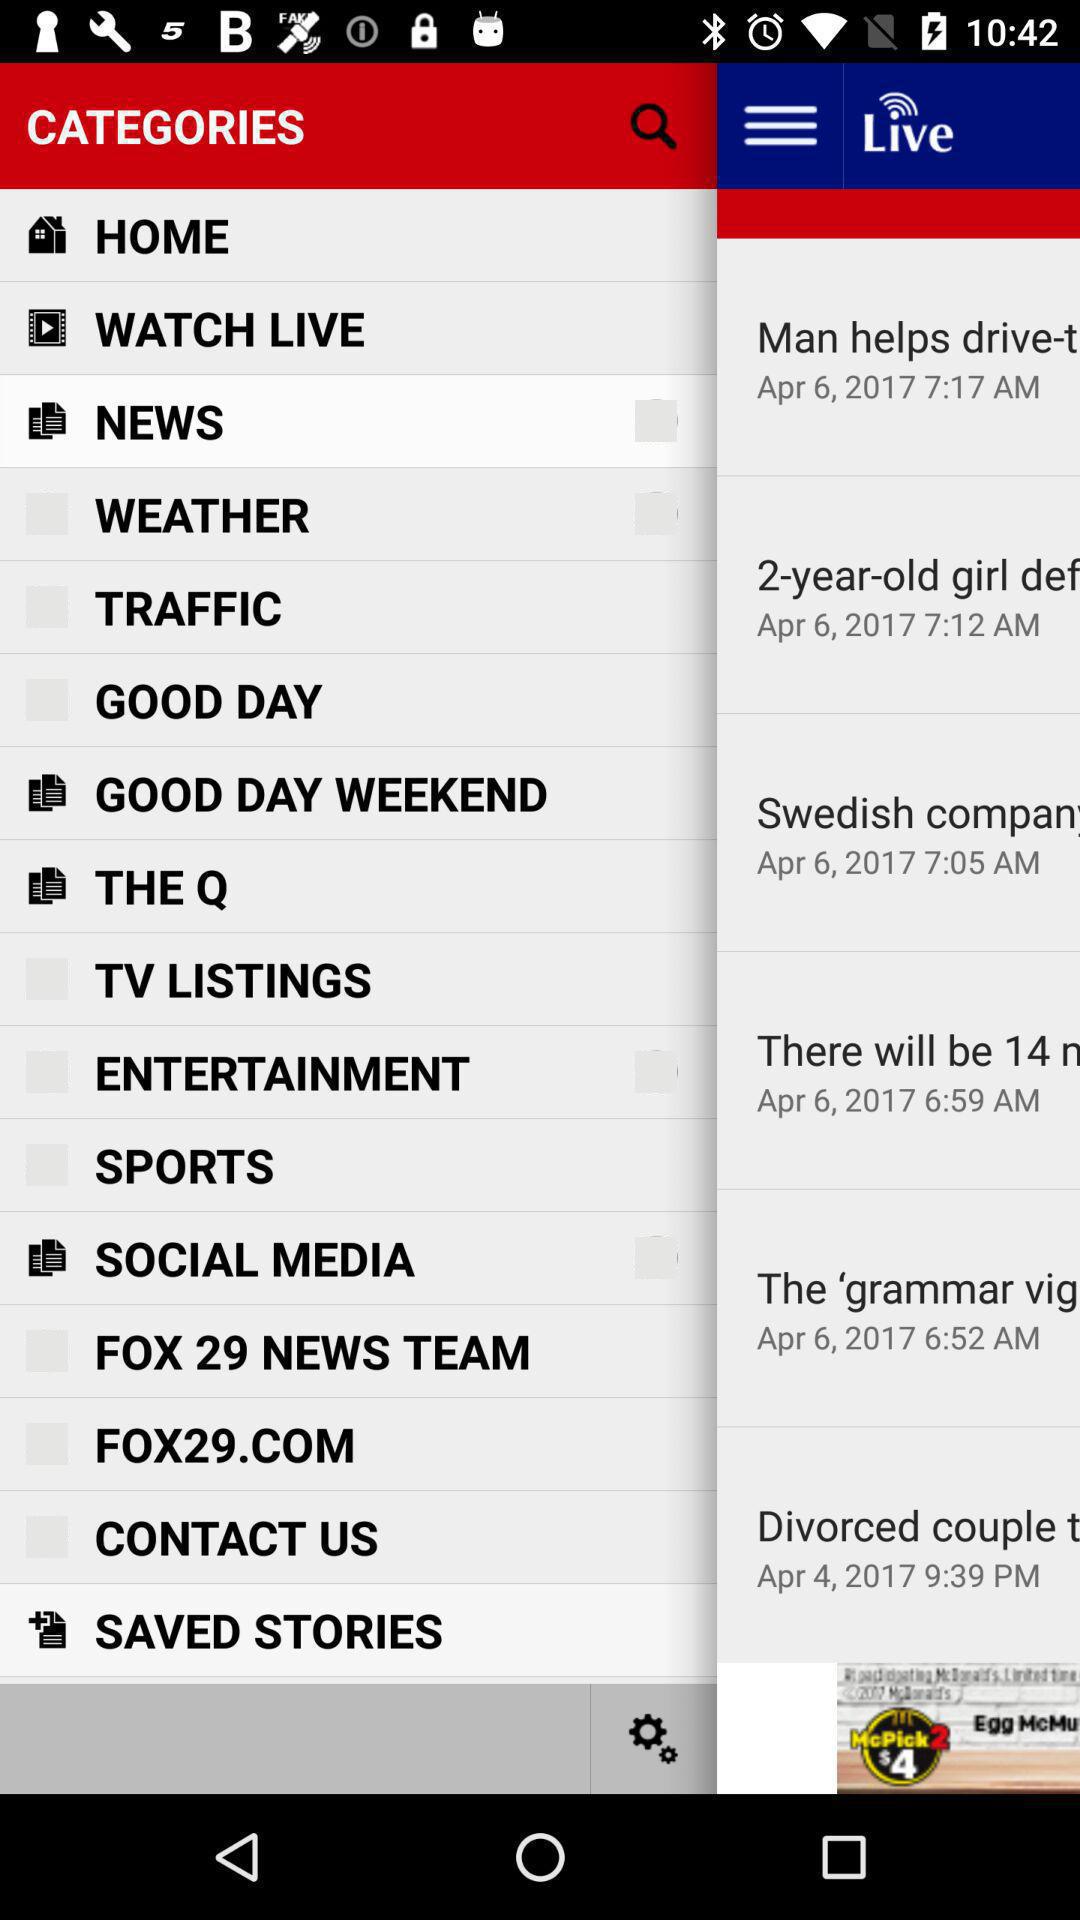 10:42
CATEGORIES
Live
HOME
WATCH LIVE
NEWS
WEATHER
TRAFFIC
GOOD DAY
GOOD DAY WEEKEND
THE Q
TV LISTINGS
ENTERTAINMENT
SPORTS
SOCIAL MEDIA
FOX 29 NEWS TEAM
FOX29.COM
CONTACT US
SAVED STORIES
Man helps drive-t
Apr 6, 2017 7:17 AM
2-year-old girl def
Apr 6, 2017 7:12 AM
Swedish company
Apr 6, 2017 7:05 AM
There will be 14 n
Apr 6, 2017 6:59 AM
The ‘grammar vig
Apr 6, 2017 6:52 AM
Divorced couple t
Apr 4, 2017 9:39 PM
At participating McDonald's. Limited time
©2017 McDonald's
McPick 2
$4
Egg McMu